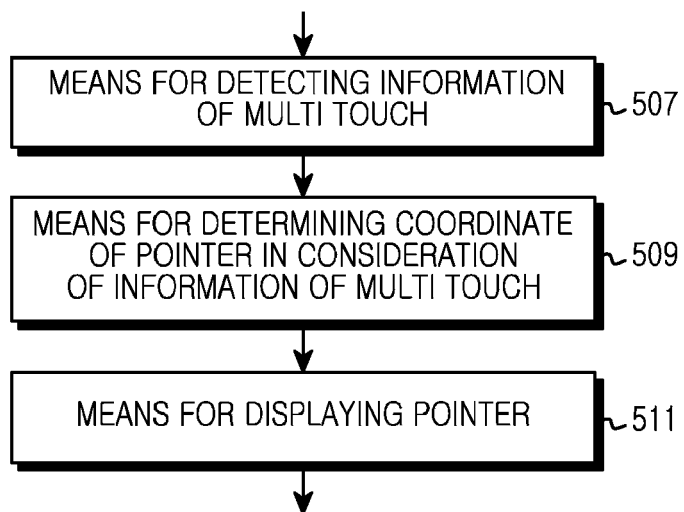 MEANS FOR DETECTING INFORMATION
OF MULTI TOUCH
507
MEANS FOR DETERMINING COORDINATE
OF POINTER IN CONSIDERATION
OF INFORMATION OF MULTI TOUCH
509
MEANS FOR DISPLAYING POINTER
511